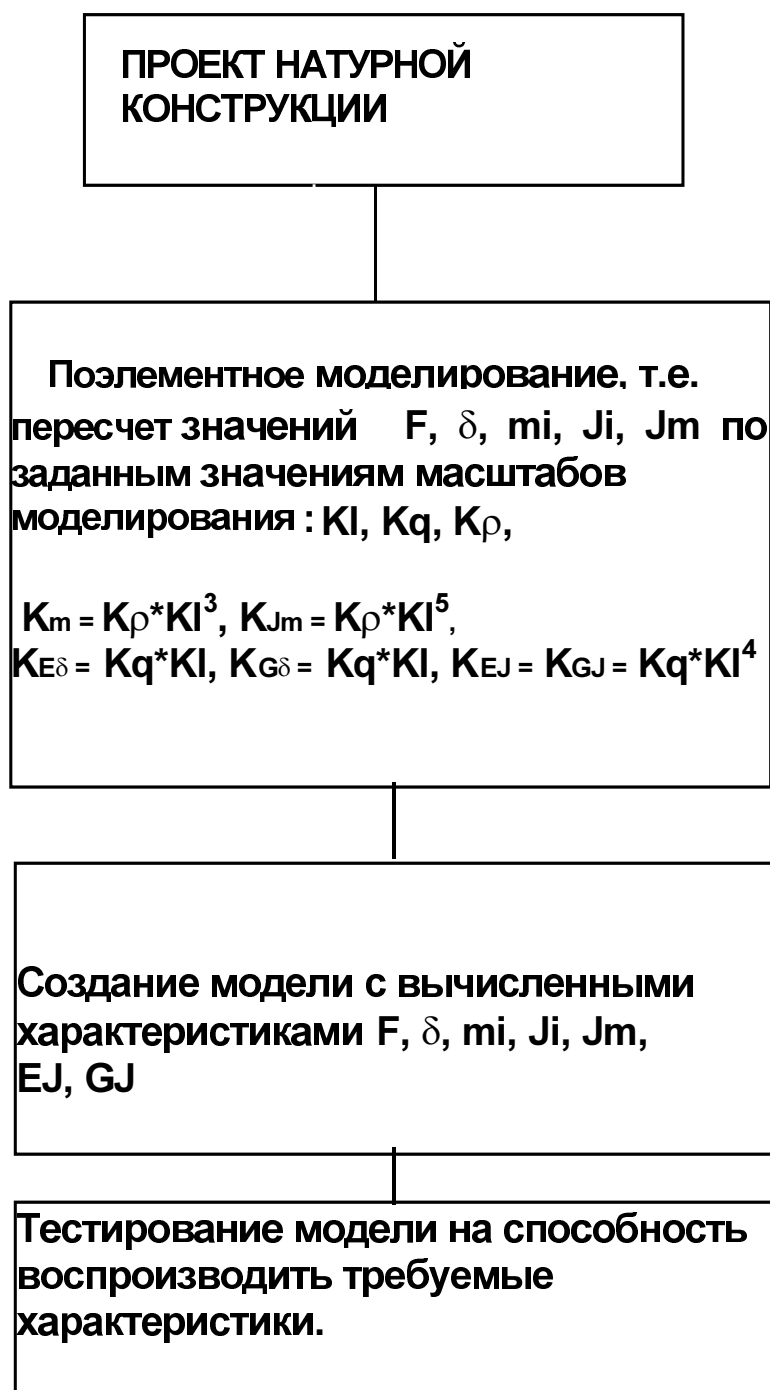 ПРОЕКТ НАТУРНОЙ
КОНСТРУКЦИИ
Поэлементное моделирование, т.е.
пересчет значений F, δ, mi, Ji, Jm по
заданным значениям масштабов
моделирования : Kl, Kq, Kρ,
Km = Kρ*Kl³, KJm = Kρ*Kl⁵,
KEδ = Kq*Kl, KGδ = Kq*Kl, KEJ = KGJ = Kq*Kl⁴
Создание модели с вычисленными
характеристиками F, δ, mi, Ji, Jm,
EJ, GJ
Тестирование модели на способность
воспроизводить требуемые
характеристики.